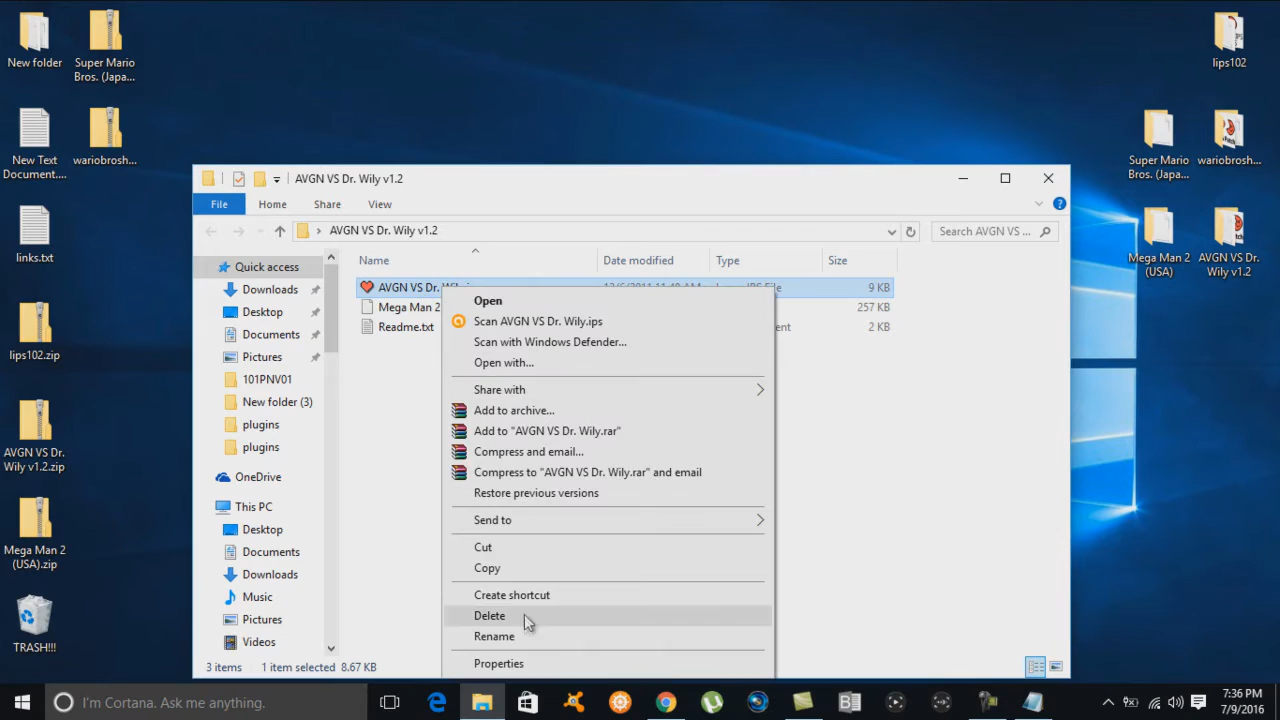 New folder
Super Mario
Bros. (Japa...
New Text
Document....
wariobrosh...
links.txt
lips102.zip
AVGN VS Dr.
Wily v1.2.zip
Mega Man 2
(USA).zip
TRASH!!!
lips102
Super Mario
Bros. (Japa...
wariobrosh...
Mega Man 2
(USA)
AVGN VS Dr.
Wily v1.2
AVGN VS Dr. Wily v1.2
File Home Share View
AVGN VS Dr. Wily v1.2
Search AVGN VS ...
Name Date modified Type Size
AVGN VS Dr. 9 KB
Mega Man 2 257 KB
Readme.txt 2 KB
Quick access
Downloads
Desktop
Documents
Pictures
101PNV01
New folder (3)
plugins
plugins
OneDrive
This PC
Desktop
Documents
Downloads
Music
Pictures
Videos
Open
Scan AVGN VS Dr. Wily.ips
Scan with Windows Defender...
Open with...
Share with
Add to archive...
Add to "AVGN VS Dr. Wily.rar"
Compress and email...
Compress to "AVGN VS Dr. Wily.rar" and email
Restore previous versions
Send to
Cut
Copy
Create shortcut
Delete
Rename
Properties
3 items 1 item selected 8.67 KB
I'm Cortana. Ask me anything.
7:36 PM
7/9/2016